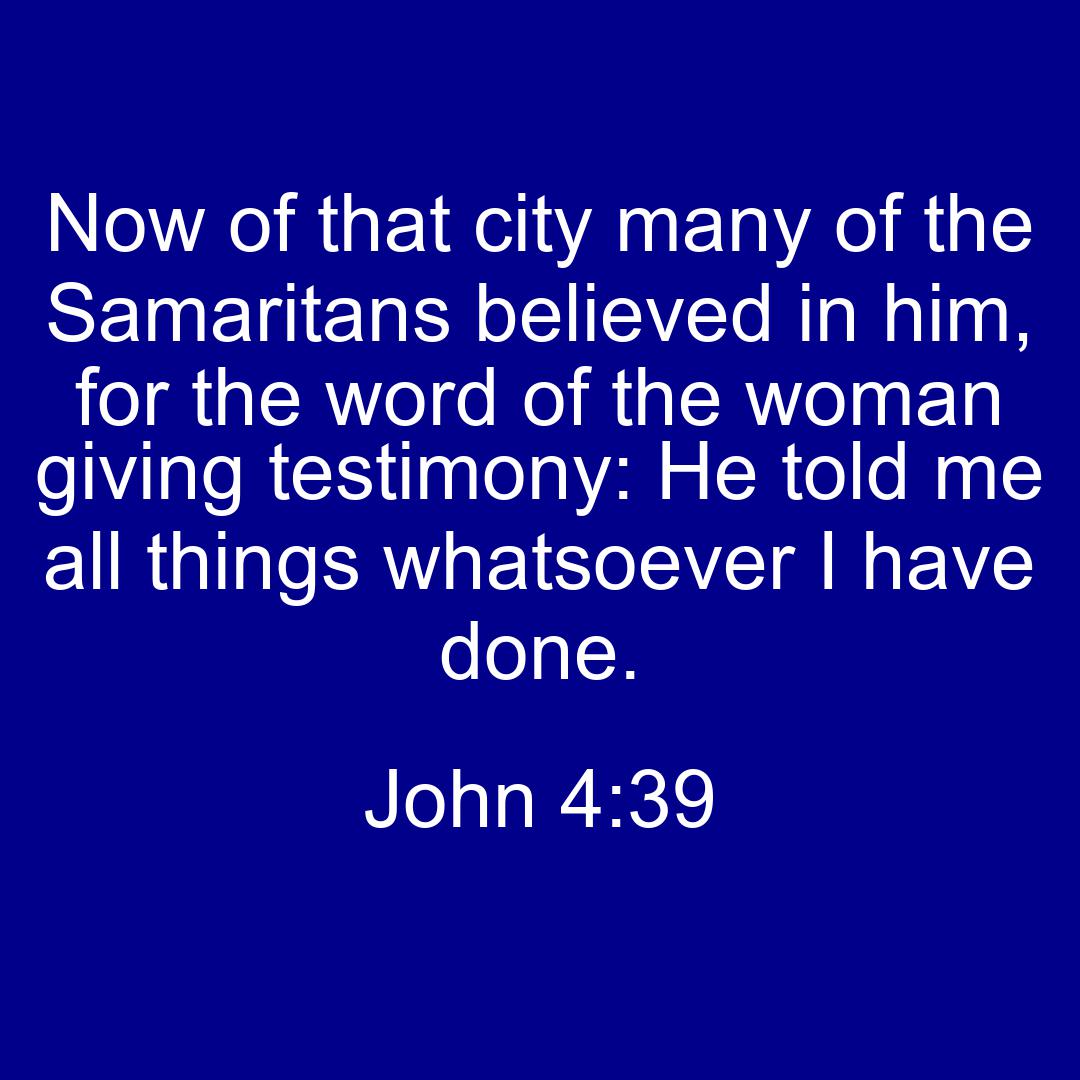 Now of that city many of the
Samaritans believed in him,
for the word of the woman
giving testimony: He told me
all things whatsoever I have
done.
John 4:39